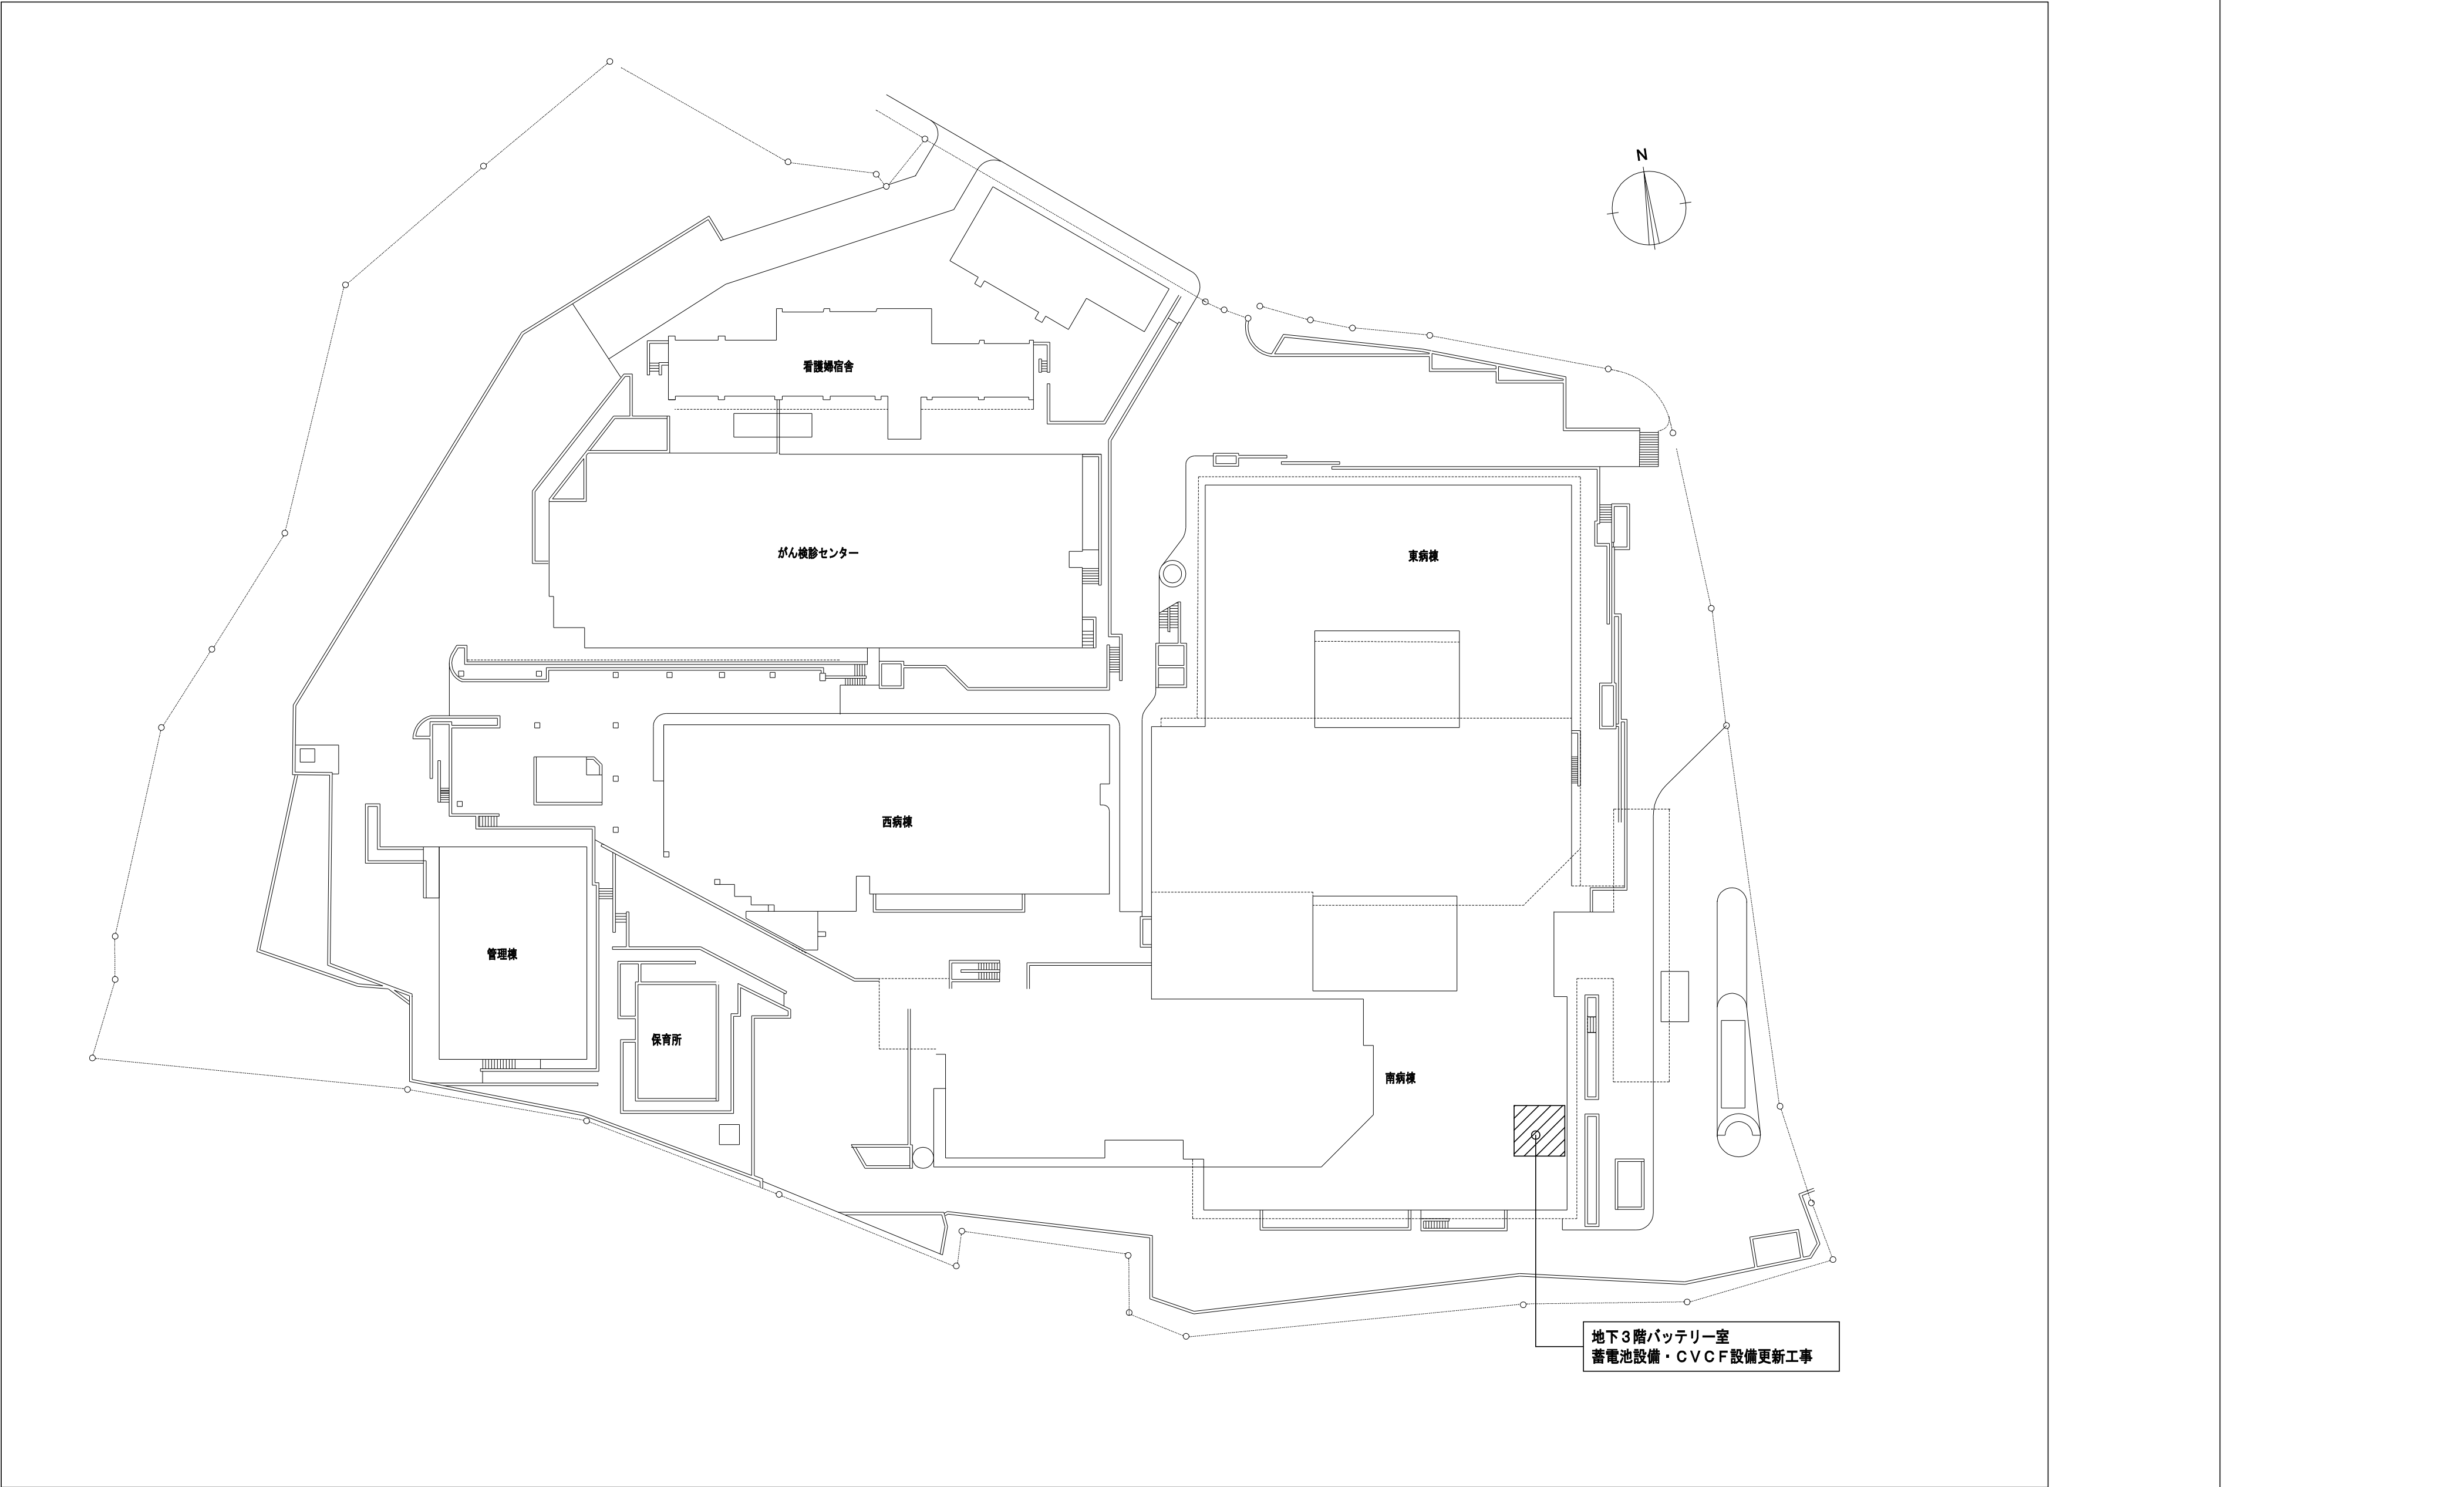 N
看護婦宿舎
がん検診センター
東病棟
西病棟
管理棟
保育所
南病棟
地下３階バッテリー室
蓄電池設備・ＣＶＣＦ設備更新工事